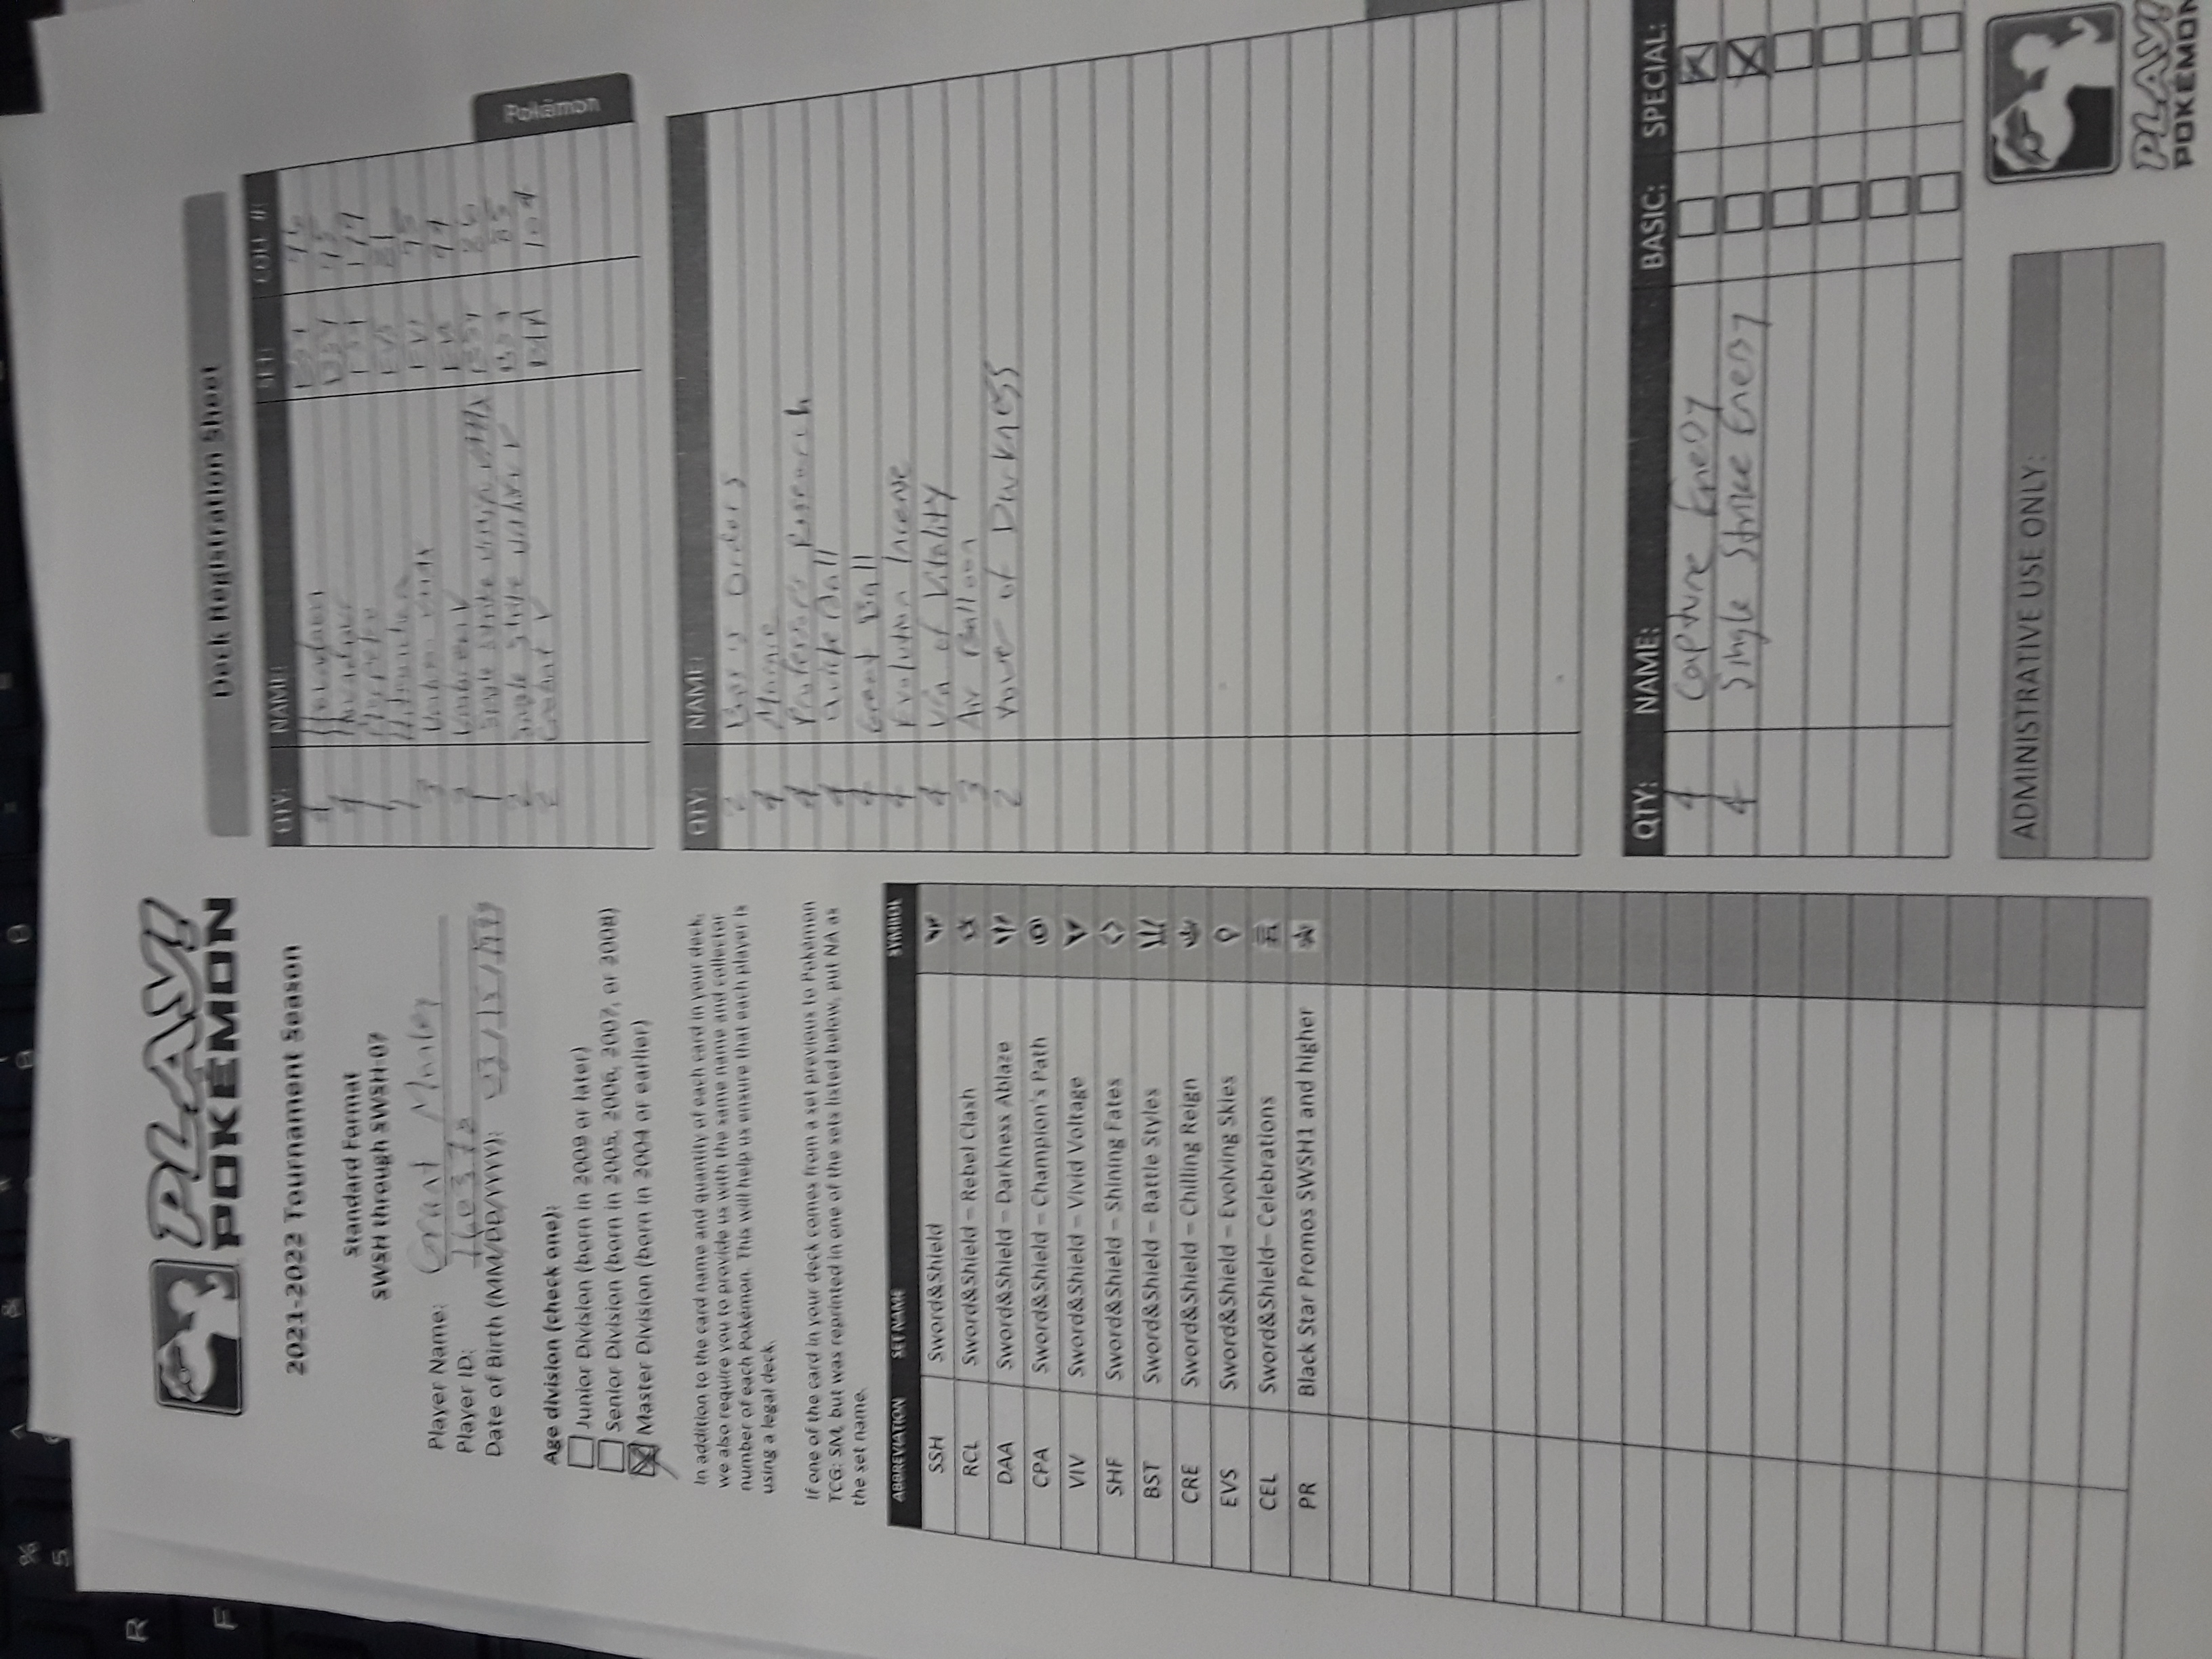 %
5
&
R
F
PLAY!
POKÉMON
2021-2022 Tournament Season
Standard Format
SWSH through SWSH-07
Player Name: Grant Manley
Player ID:
Date of Birth (MM/DD/YYYY): 03/15/1999
Age division (check one):
Junior Division (born in 2009 or later)
Senior Division (born in 2005, 2006, 2007, or 2008)
Master Division (born in 2004 or earlier)
In addition to the card name and quantity of each card in your deck,
we also require you to provide us with the same name and collector
number of each Pokémon. This will help us ensure that each player is
using a legal deck.
If one of the card in your deck comes from a set previous to Pokémon
TCG: SM, but was reprinted in one of the sets listed below, put NA as
the set name.
ABBREVIATION SET NAME SYMBOL
SSH Sword&Shield
RCL Sword&Shield – Rebel Clash
DAA Sword&Shield – Darkness Ablaze
CPA Sword&Shield – Champion's Path
VIV Sword&Shield – Vivid Voltage
SHF Sword&Shield – Shining Fates
BST Sword&Shield – Battle Styles
CRE Sword&Shield – Chilling Reign
EVS Sword&Shield – Evolving Skies
CEL Sword&Shield– Celebrations
PR Black Star Promos SWSH1 and higher
Deck Registration Sheet
QTY: NAME: SET: COLL #:
4 Houndoom BST 96
4 BST 95
1 179
1 EVS
3 Umbreon VMAX EVS 95
3 Umbreon V EVS 94
1 Single Strike VMAX BST 86
2 Single Strike V BST 85
2 V 104
Pokémon
QTY: NAME:
2 Boss's Orders
4 Marnie
4 Professor's Research
4 Quick Ball
4 Great Ball
4 Evolution Incense
4 Urn of Vitality
3 Air Balloon
2 Tower of Darkness
QTY: NAME: BASIC: SPECIAL:
4 Capture Energy
4 Single Strike Energy
ADMINISTRATIVE USE ONLY:
PLAY!
POKÉMON